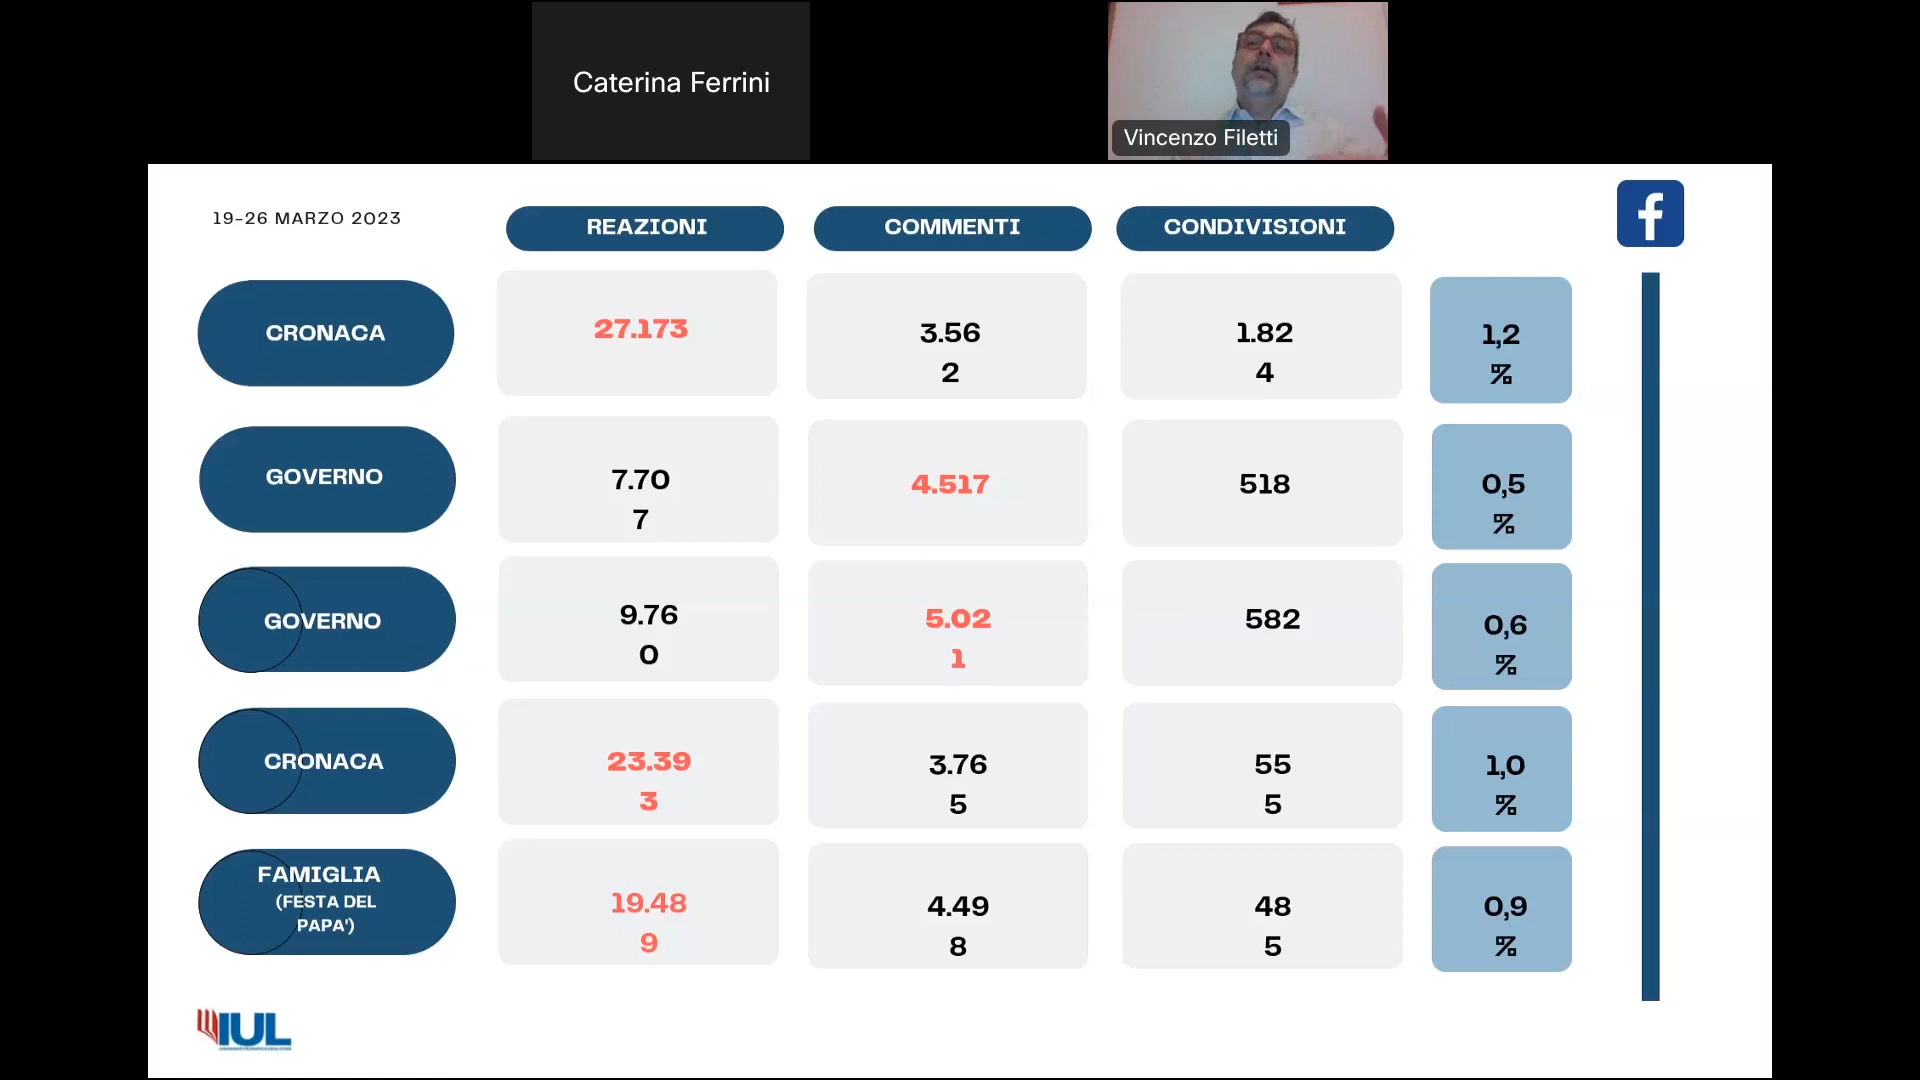 Caterina Ferrini
Vincenzo Filetti
19-26 MARZO 2023
REAZIONI
COMMENTI
CONDIVISIONI
CRONACA
27.173
3.56
2
1.82
4
1,2
%
GOVERNO
7.70
7
4.517
518
0,5
%
GOVERNO
9.76
0
5.02
1
582
0,6
%
CRONACA
23.39
3
3.76
5
55
5
1,0
%
FAMIGLIA
(FESTA DEL
PAPA')
19.48
9
4.49
8
48
5
0,9
%
IUL